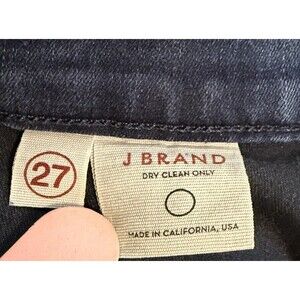 27
J BRAND
DRY CLEAN ONLY
MADE IN CALIFORNIA, USA